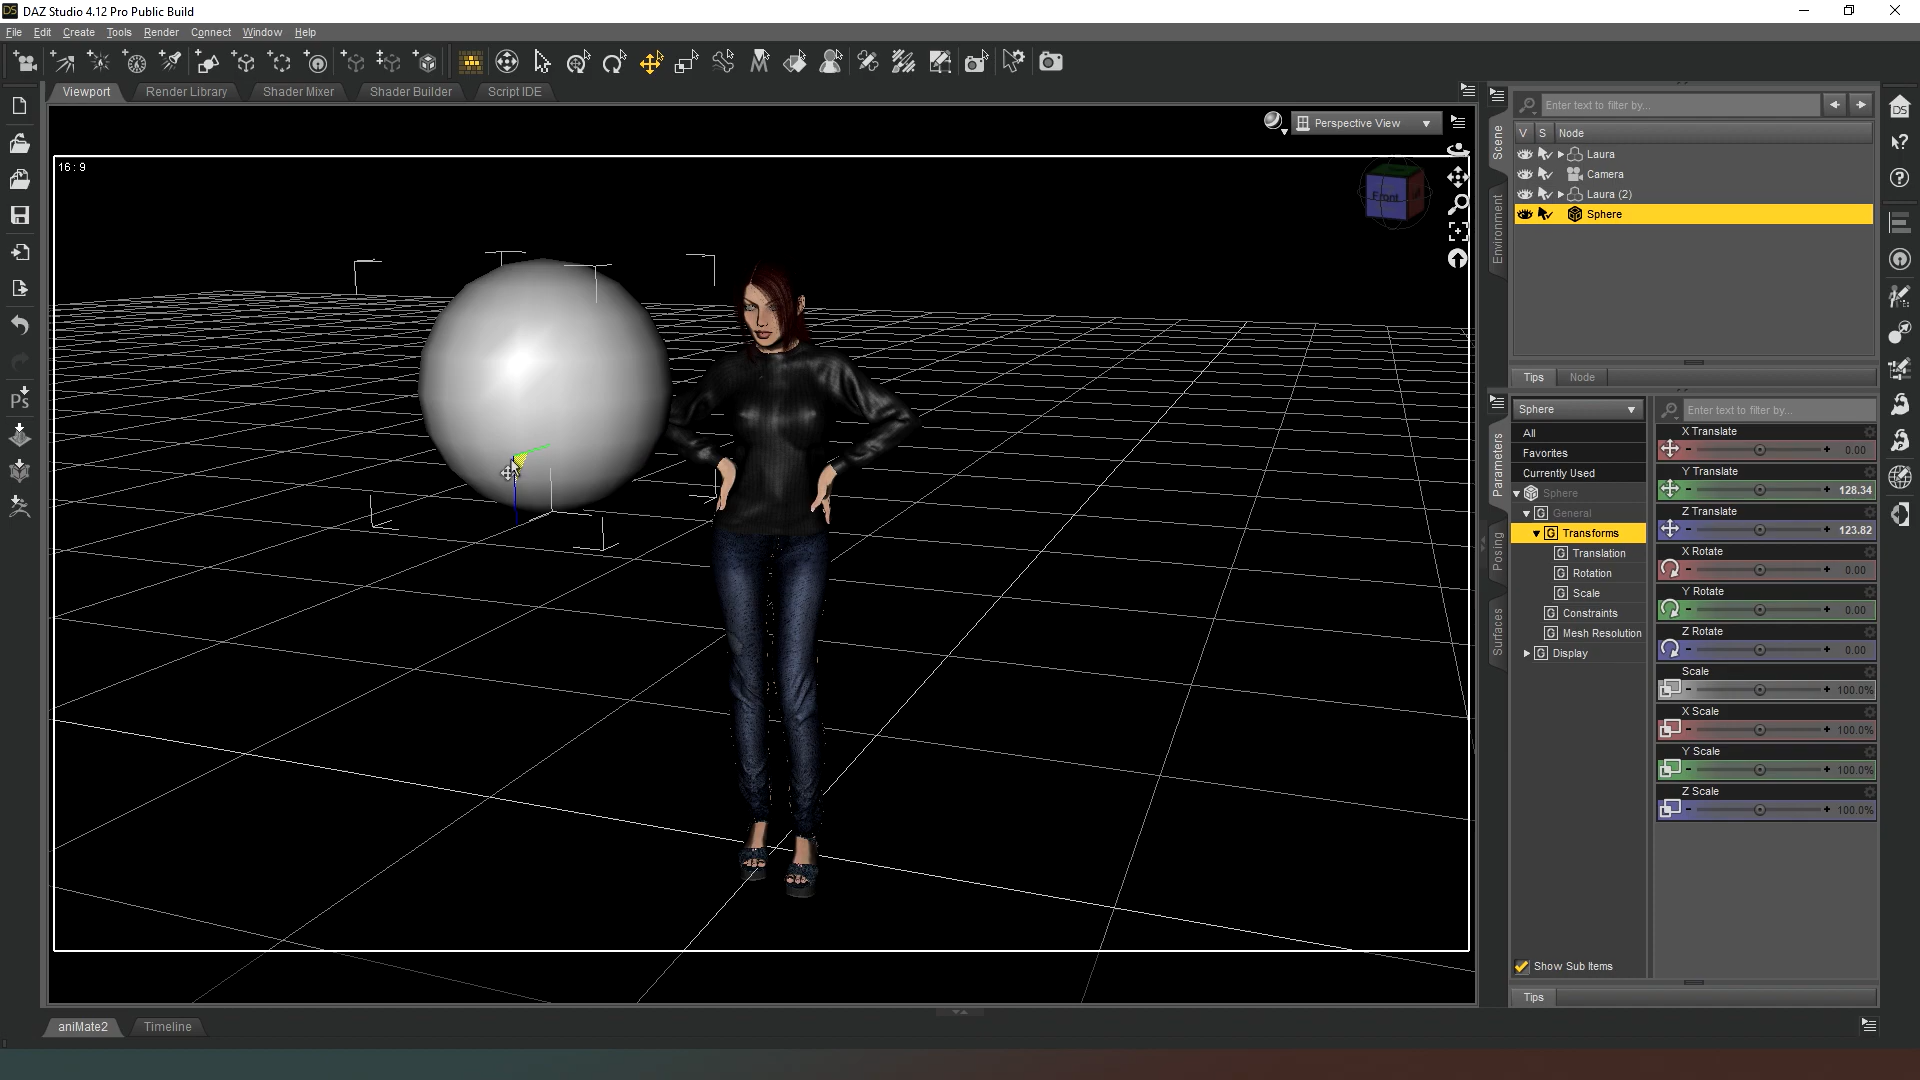 DS DAZ Studio 4.12 Pro Public Build
File Edit Create Tools Render Connect Window Help
Viewport Render Library Shader Mixer Shader Builder Script IDE
Perspective View
16 : 9
Front
Scene
Environment
Enter text to filter by...
V S Node
Laura
Camera
Laura (2)
Sphere
Tips Node
Parameters
Posing
Surfaces
Sphere
All
Favorites
Currently Used
Sphere
G General
G Transforms
G Translation
G Rotation
G Scale
G Constraints
G Mesh Resolution
G Display
Show Sub Items
Enter text to filter by...
X Translate
0.00
Y Translate
128.34
Z Translate
123.82
X Rotate
0.00
Y Rotate
0.00
Z Rotate
0.00
Scale
100.0%
X Scale
100.0%
Y Scale
100.0%
Z Scale
100.0%
Tips
DS
Ps
aniMate2 Timeline